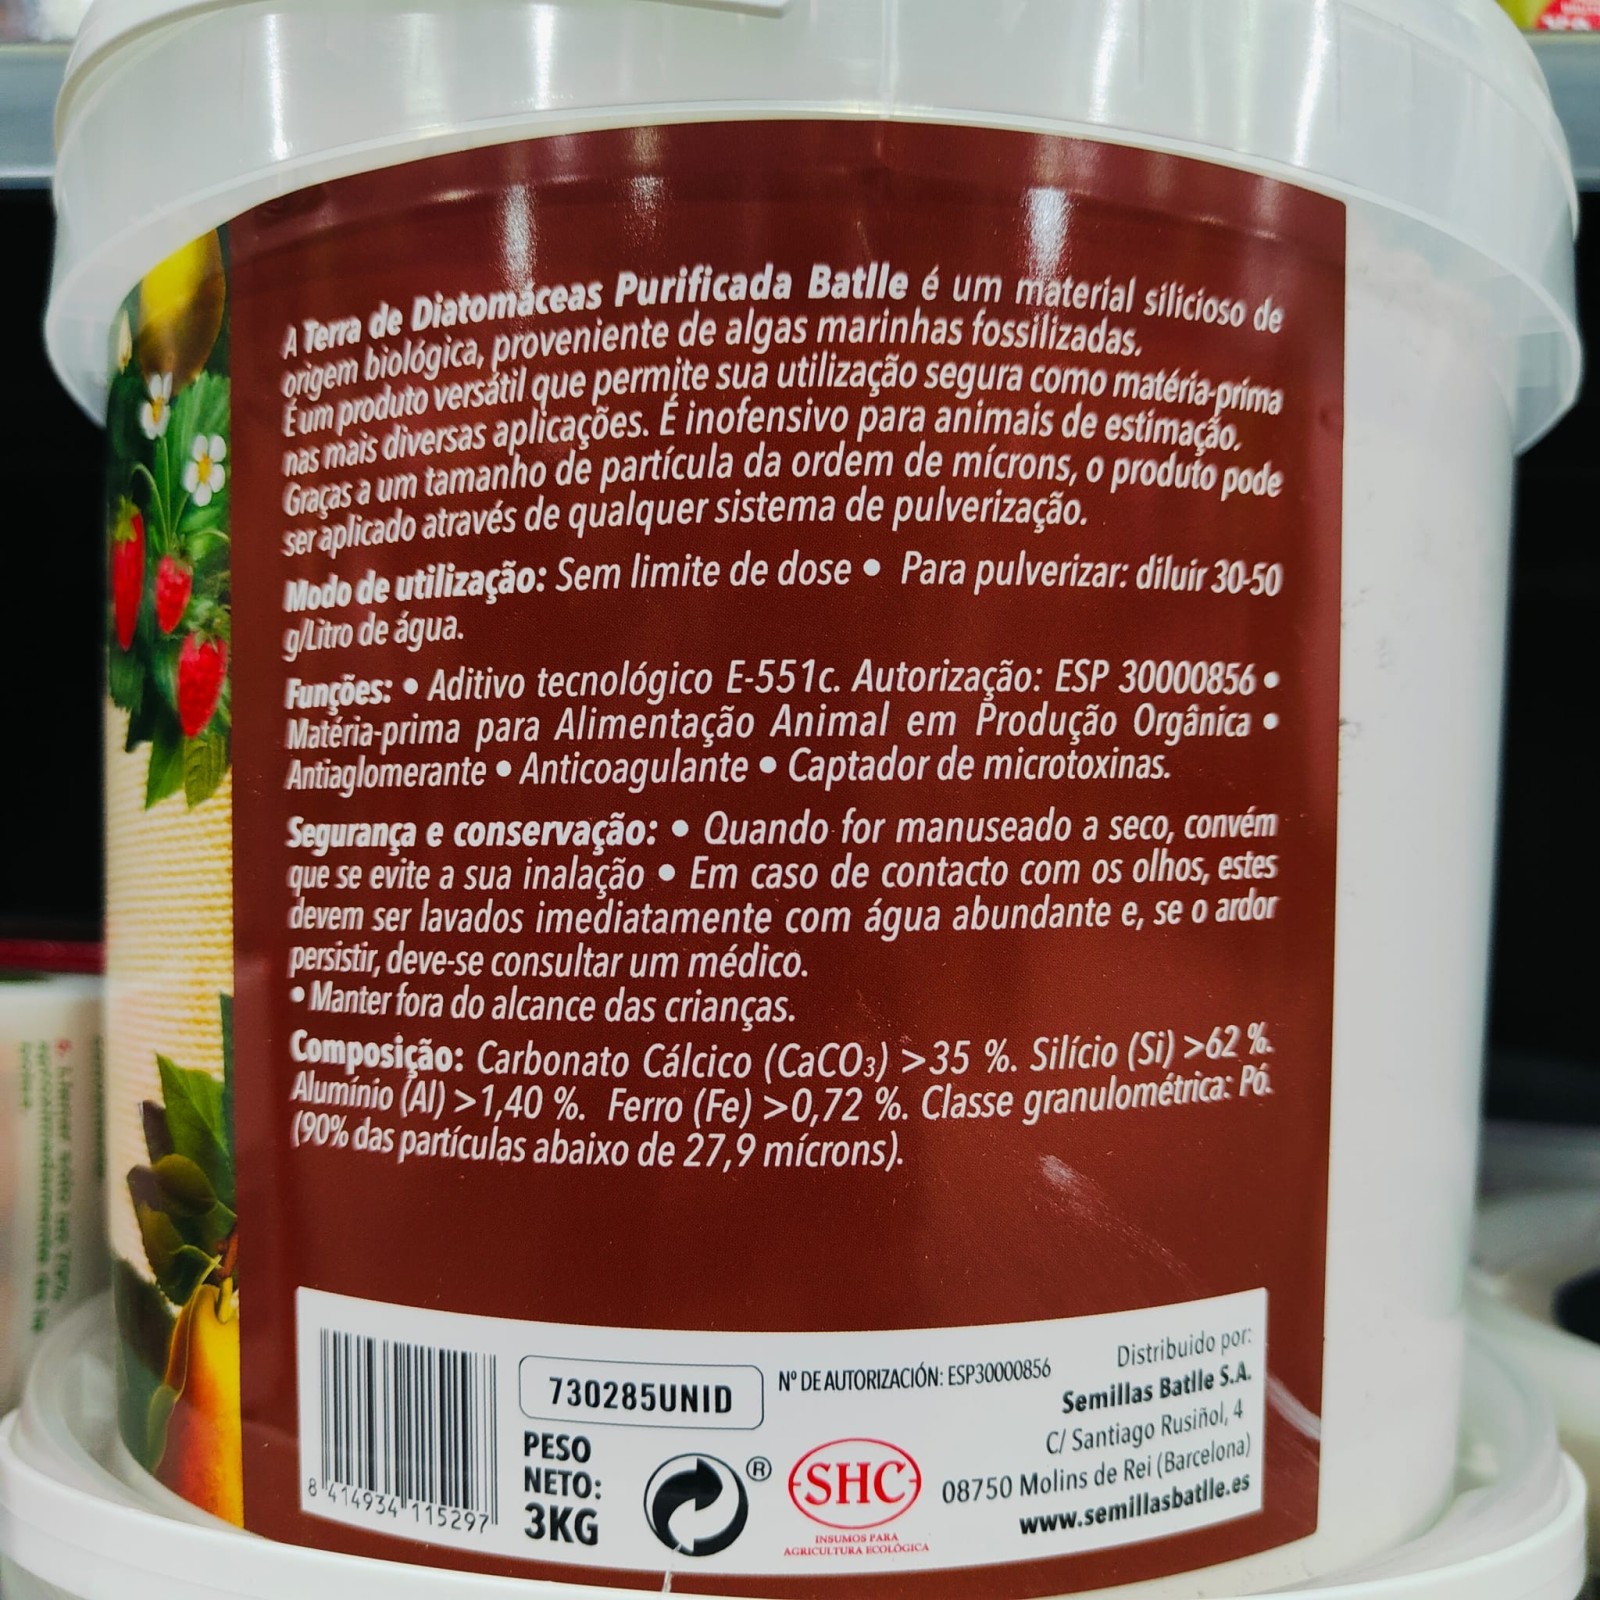 A Terra de Diatomáceas Purificada Batlle é um material silicioso de
origem biológica, proveniente de algas marinhas fossilizadas.
É um produto versátil que permite sua utilização segura como matéria-prima
nas mais diversas aplicações. É inofensivo para animais de estimação.
Graças a um tamanho de partícula da ordem de mícrons, o produto pode
ser aplicado através de qualquer sistema de pulverização.
Modo de utilização: Sem limite de dose • Para pulverizar: diluir 30-50
g/Litro de água.
Funções: • Aditivo tecnológico E-551c. Autorização: ESP 30000856 •
Matéria-prima para Alimentação Animal em Produção Orgânica •
Antiaglomerante • Anticoagulante • Captador de microtoxinas.
Segurança e conservação: • Quando for manuseado a seco, convém
que se evite a sua inalação • Em caso de contacto com os olhos, estes
devem ser lavados imediatamente com água abundante e, se o ardor
persistir, deve-se consultar um médico.
• Manter fora do alcance das crianças.
Composição: Carbonato Cálcico (CaCO₃) >35 %. Silício (Si) >62 %.
Alumínio (Al) >1,40 %. Ferro (Fe) >0,72 %. Classe granulométrica: Pó.
(90% das partículas abaixo de 27,9 mícrons).
8 414934 115297
730285UNID
PESO
NETO:
3KG
®
Nº DE AUTORIZACIÓN: ESP30000856
SHC
INSUMOS PARA
AGRICULTURA ECOLÓGICA
Distribuido por:
Semillas Batlle S.A.
C/ Santiago Rusiñol, 4
08750 Molins de Rei (Barcelona)
www.semillasbatlle.es